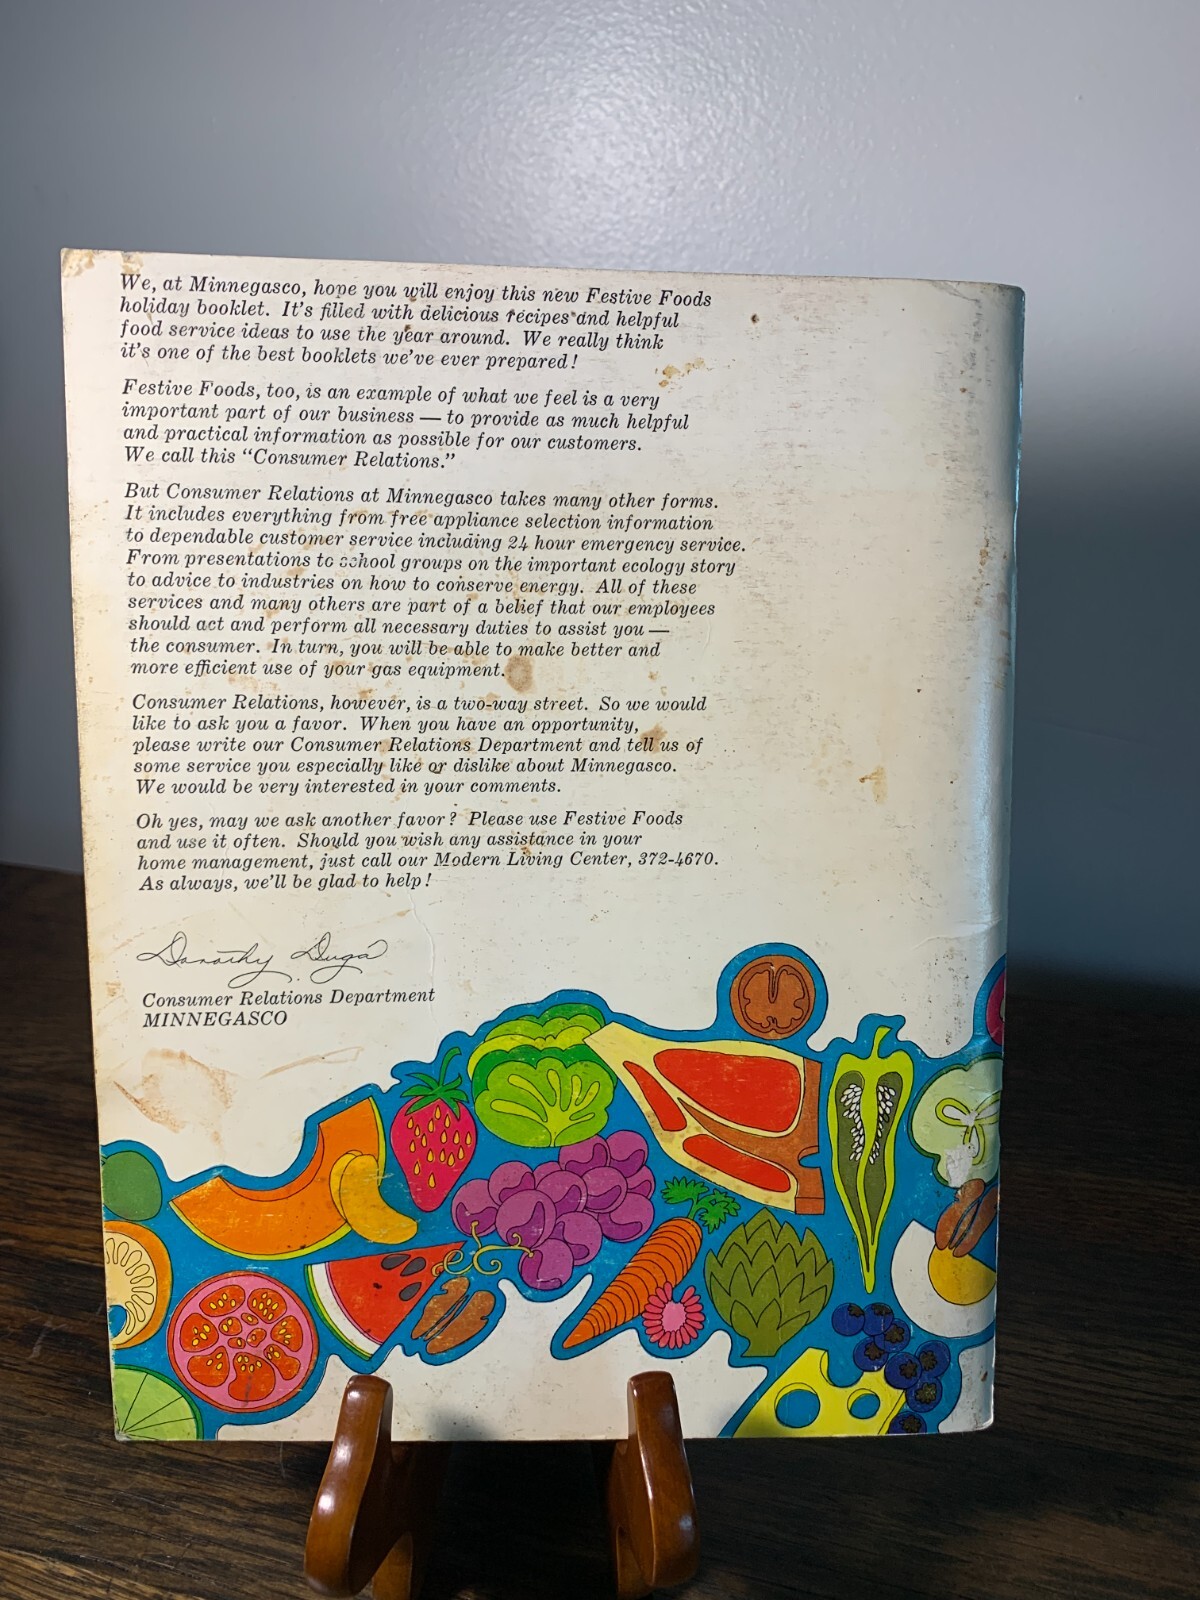 We, at Minnegasco, hope you will enjoy this new Festive Foods
holiday booklet. It's filled with delicious recipes and helpful
food service ideas to use the year around. We really think
it's one of the best booklets we've ever prepared!
Festive Foods, too, is an example of what we feel is a very
important part of our business — to provide as much helpful
and practical information as possible for our customers.
We call this “Consumer Relations.”
But Consumer Relations at Minnegasco takes many other forms.
It includes everything from free appliance selection information
to dependable customer service including 24 hour emergency service.
From presentations to school groups on the important ecology story
to advice to industries on how to conserve energy. All of these
services and many others are part of a belief that our employees
should act and perform all necessary duties to assist you —
the consumer. In turn, you will be able to make better and
more efficient use of your gas equipment.
Consumer Relations, however, is a two-way street. So we would
like to ask you a favor. When you have an opportunity,
please write our Consumer Relations Department and tell us of
some service you especially like or dislike about Minnegasco.
We would be very interested in your comments.
Oh yes, may we ask another favor? Please use Festive Foods
and use it often. Should you wish any assistance in your
home management, just call our Modern Living Center, 372-4670.
As always, we'll be glad to help!
Dorothy Duga
Consumer Relations Department
MINNEGASCO